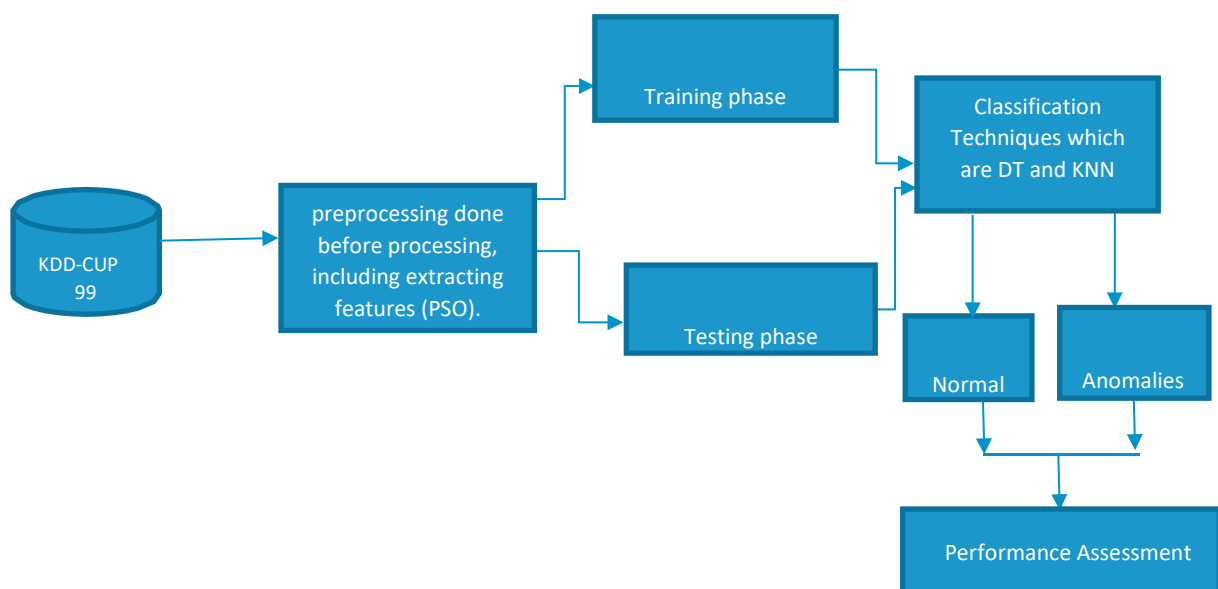 KDD-CUP
99
preprocessing done
before processing,
including extracting
features (PSO).
Training phase
Testing phase
Classification
Techniques which
are DT and KNN
Normal
Anomalies
Performance Assessment